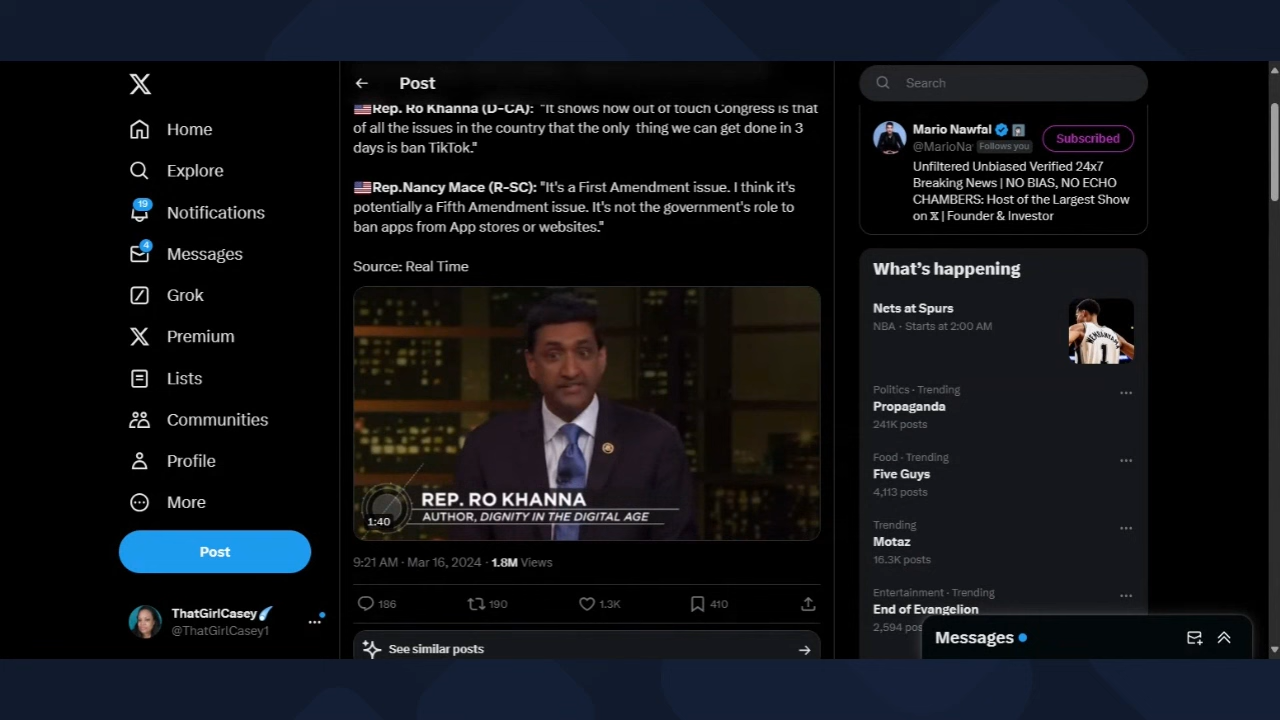 Post
Rep. Ro Khanna (D-CA): "It shows how out of touch Congress is that
of all the issues in the country that the only thing we can get done in 3
days is ban TikTok."
Rep.Nancy Mace (R-SC): "It's a First Amendment issue. I think it's
potentially a Fifth Amendment issue. It's not the government's role to
ban apps from App stores or websites."
Source: Real Time
REP. RO KHANNA
AUTHOR, DIGNITY IN THE DIGITAL AGE
1:40
9:21 AM · Mar 16, 2024 · 1.8M Views
186
190
1.3K
410
See similar posts
X
Home
Explore
19
Notifications
4
Messages
Grok
Premium
Lists
Communities
Profile
More
Post
ThatGirlCasey
@ThatGirlCasey1
Search
Mario Nawfal
@MarioNa Follows you
Subscribed
Unfiltered Unbiased Verified 24x7
Breaking News | NO BIAS, NO ECHO
CHAMBERS: Host of the Largest Show
on 𝕏 | Founder & Investor
What's happening
Nets at Spurs
NBA · Starts at 2:00 AM
WEMBANYAMA
1
Politics · Trending
Propaganda
241K posts
Food · Trending
Five Guys
4,113 posts
Trending
Motaz
16.3K posts
Entertainment · Trending
End of Evangelion
2,594 pos
Messages